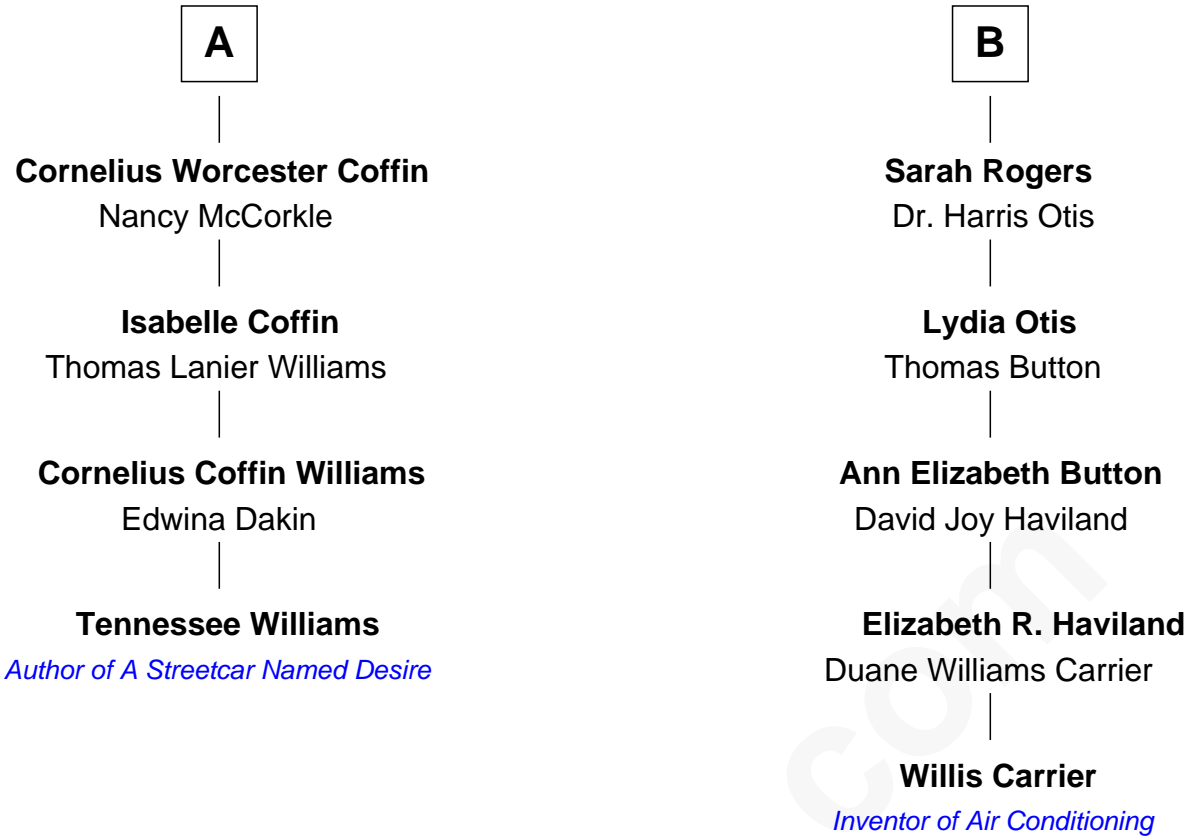 A
Cornelius Worcester Coffin
Nancy McCorkle
Isabelle Coffin
Thomas Lanier Williams
Cornelius Coffin Williams
Edwina Dakin
Tennessee Williams
Author of A Streetcar Named Desire
B
Sarah Rogers
Dr. Harris Otis
Lydia Otis
Thomas Button
Ann Elizabeth Button
David Joy Haviland
Elizabeth R. Haviland
Duane Williams Carrier
Willis Carrier
Inventor of Air Conditioning
com